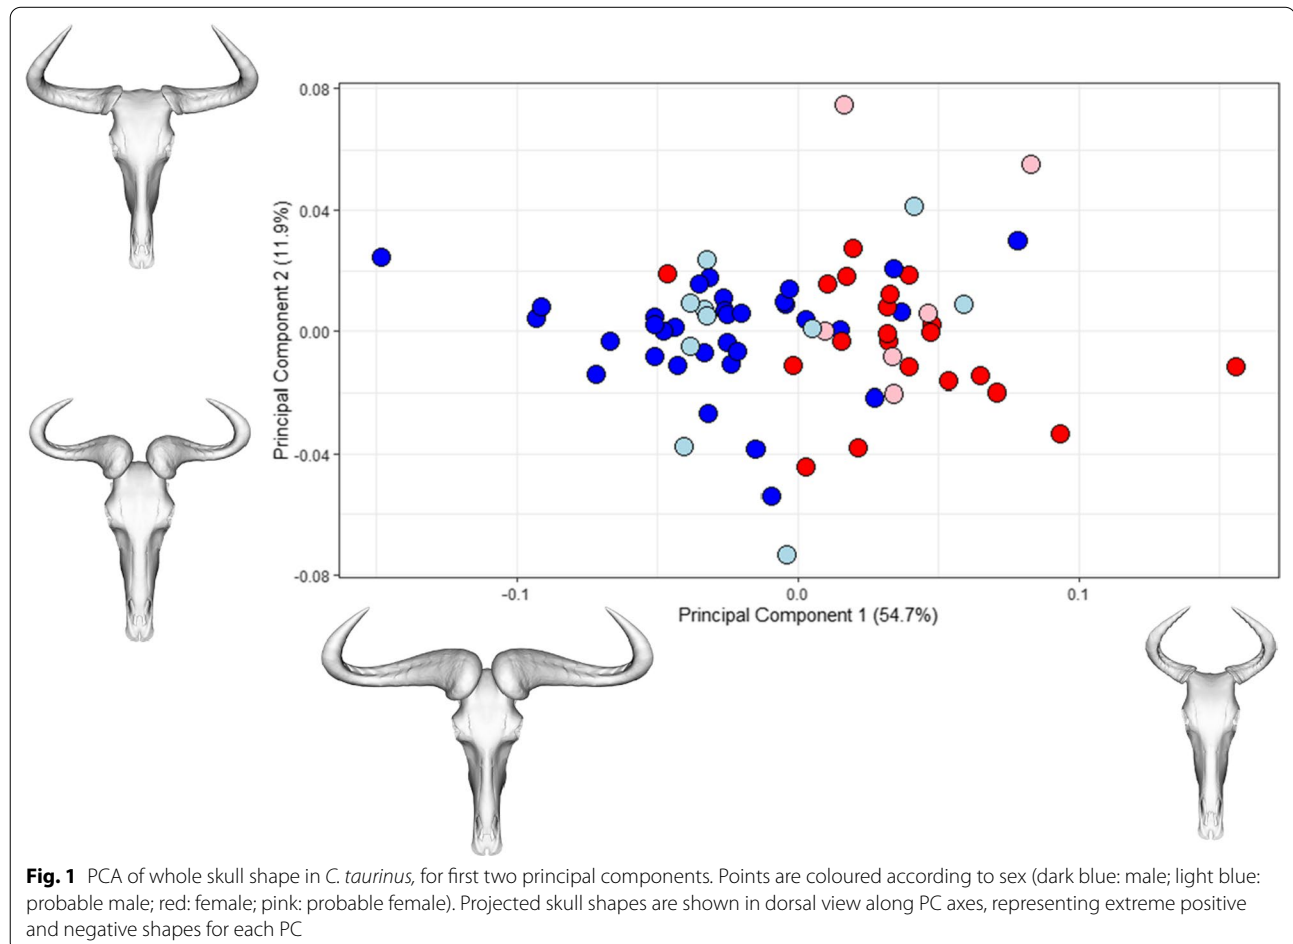 0.08
0.04
0.00
-0.04
-0.08
Principal Component 2 (11.9%)
-0.1
0.0
0.1
Principal Component 1 (54.7%)
Fig. 1 PCA of whole skull shape in C. taurinus, for first two principal components. Points are coloured according to sex (dark blue: male; light blue:
probable male; red: female; pink: probable female). Projected skull shapes are shown in dorsal view along PC axes, representing extreme positive
and negative shapes for each PC